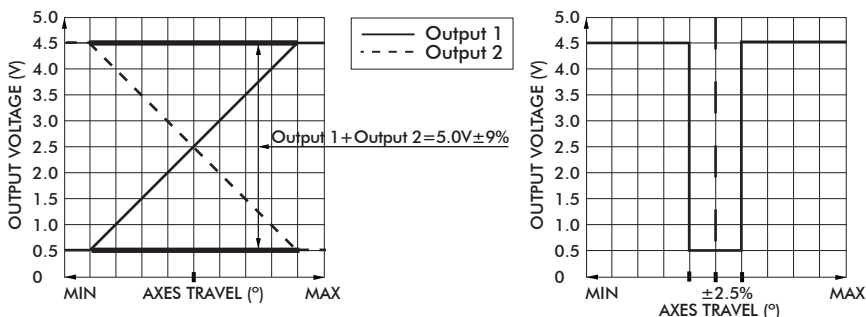 5.0
4.5
4.0
3.5
3.0
2.5
2.0
1.5
1.0
0.5
0
OUTPUT VOLTAGE (V)
MIN
AXES TRAVEL (º)
MAX
Output 1
Output 2
Output 1+Output 2=5.0V±9%
5.0
4.5
4.0
3.5
3.0
2.5
2.0
1.5
1.0
0.5
0
OUTPUT VOLTAGE (V)
MIN
±2.5%
MAX
AXES TRAVEL (º)